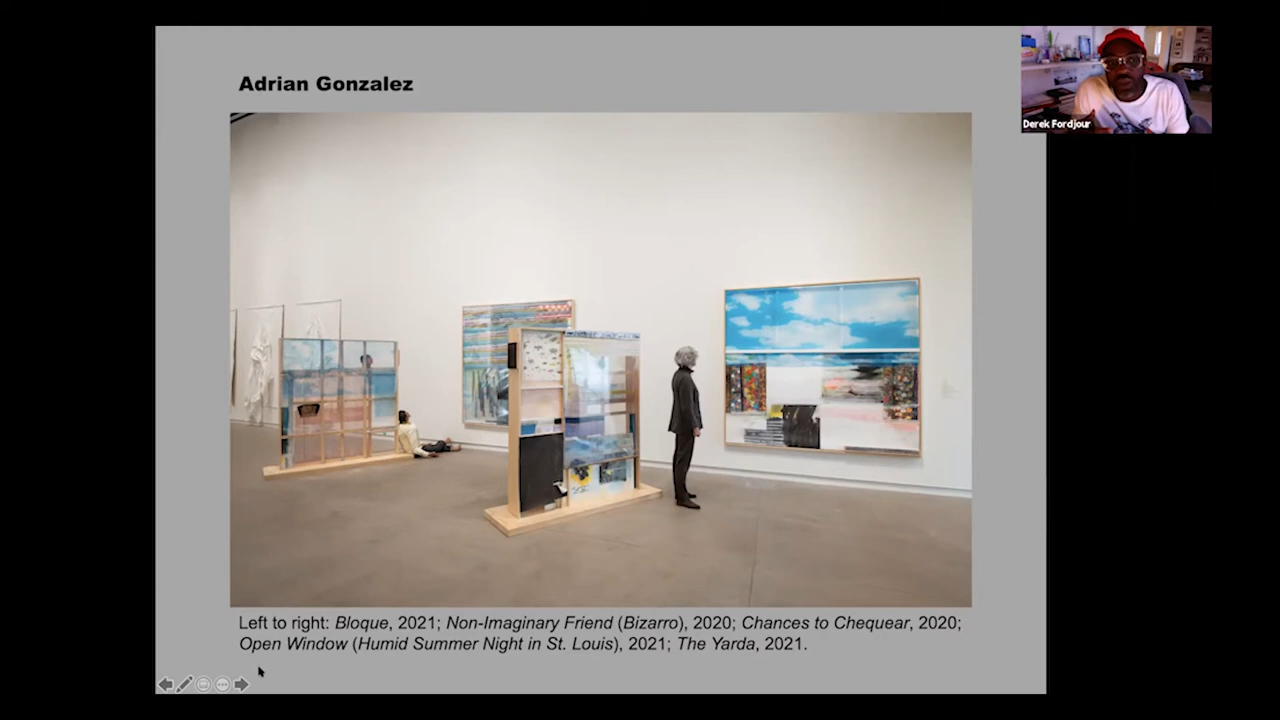 Adrian Gonzalez
Derek Fordjour
Left to right: Bloque, 2021; Non-Imaginary Friend (Bizarro), 2020; Chances to Chequear, 2020;
Open Window (Humid Summer Night in St. Louis), 2021; The Yarda, 2021.